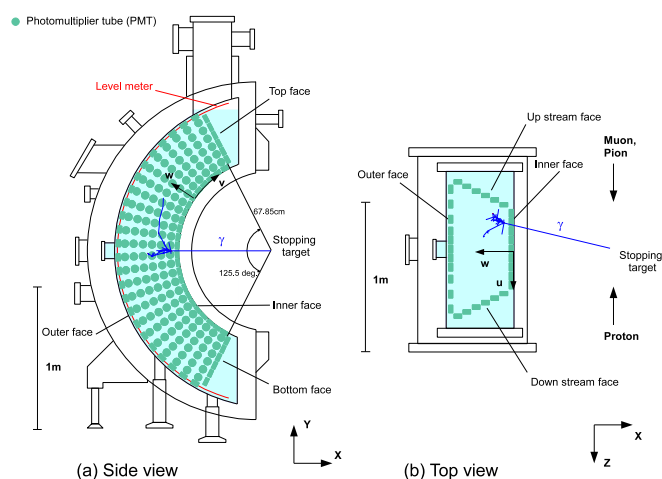 Photomultiplier tube (PMT)
Level meter
Top face
w
v
67.85cm
γ
Stopping
target
125.5 deg.
Inner face
Outer face
1m
Bottom face
Y
X
(a) Side view
Up stream face
Muon,
Pion
Inner face
Outer face
γ
Stopping
target
w
1m
u
Proton
Down stream face
X
Z
(b) Top view